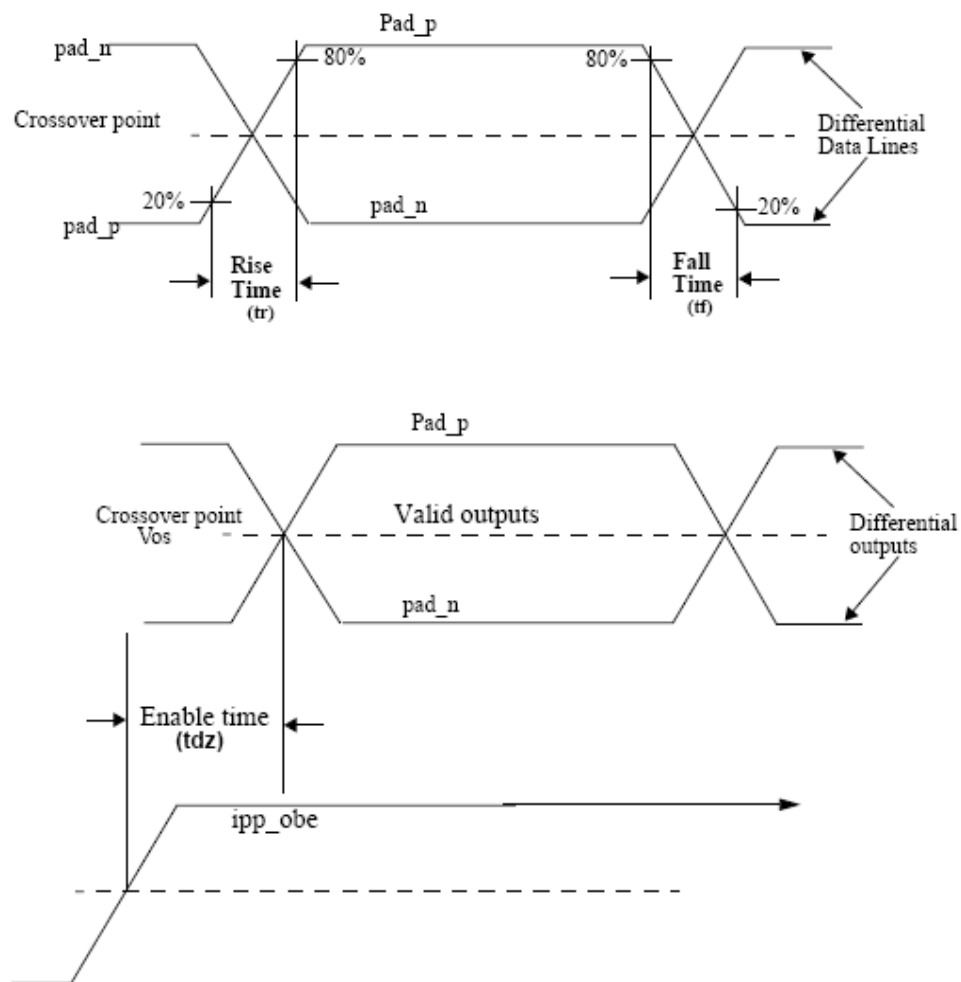 Pad_p
pad_n
80%
80%
Crossover point
Differential
Data Lines
20%
20%
pad_p
pad_n
Rise
Time
(tr)
Fall
Time
(tf)
Pad_p
Crossover point
Vos
Valid outputs
Differential
outputs
pad_n
Enable time
(tdz)
ipp_obe